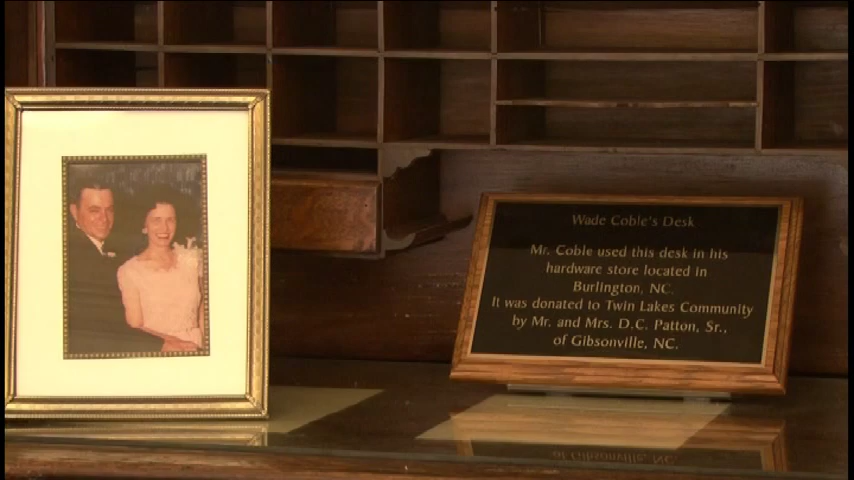 Wade Coble's Desk
Mr. Coble used this desk in his
hardware store located in
Burlington, NC.
It was donated to Twin Lakes Community
by Mr. and Mrs. D.C. Patton, Sr.,
of Gibsonville, NC.